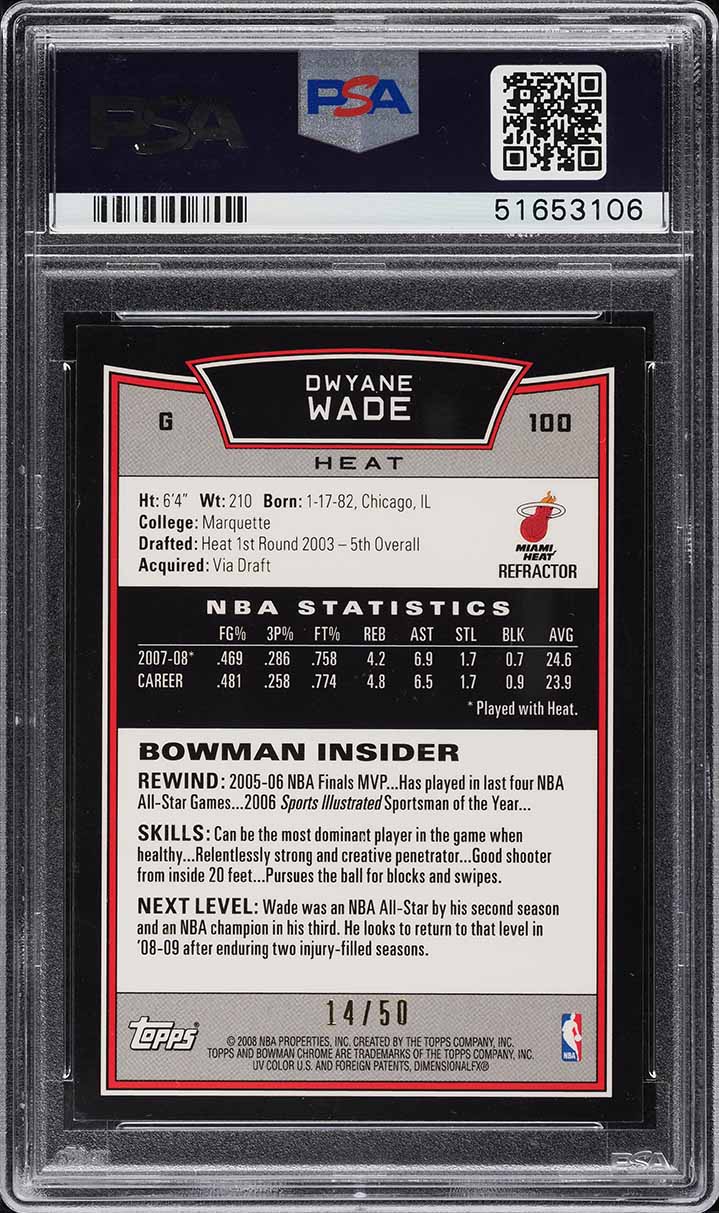 PSA
PSA
51653106
DWYANE
WADE
G
100
HEAT
Ht: 6'4" Wt: 210 Born: 1-17-82, Chicago, IL
College: Marquette
Drafted: Heat 1st Round 2003 – 5th Overall
Acquired: Via Draft
MIAMI
HEAT
REFRACTOR
NBA STATISTICS
FG% 3P% FT% REB AST STL BLK AVG
2007-08* .469 .286 .758 4.2 6.9 1.7 0.7 24.6
CAREER .481 .258 .774 4.8 6.5 1.7 0.9 23.9
* Played with Heat.
BOWMAN INSIDER
REWIND: 2005-06 NBA Finals MVP...Has played in last four NBA
All-Star Games...2006 Sports Illustrated Sportsman of the Year...
SKILLS: Can be the most dominant player in the game when
healthy...Relentlessly strong and creative penetrator...Good shooter
from inside 20 feet...Pursues the ball for blocks and swipes.
NEXT LEVEL: Wade was an NBA All-Star by his second season
and an NBA champion in his third. He looks to return to that level in
'08-09 after enduring two injury-filled seasons.
14/50
topps®
© 2008 NBA PROPERTIES, INC. CREATED BY THE TOPPS COMPANY, INC.
TOPPS AND BOWMAN CHROME ARE TRADEMARKS OF THE TOPPS COMPANY, INC.
UV COLOR U.S. AND FOREIGN PATENTS, DIMENSIONALFX®
NBA
PSA